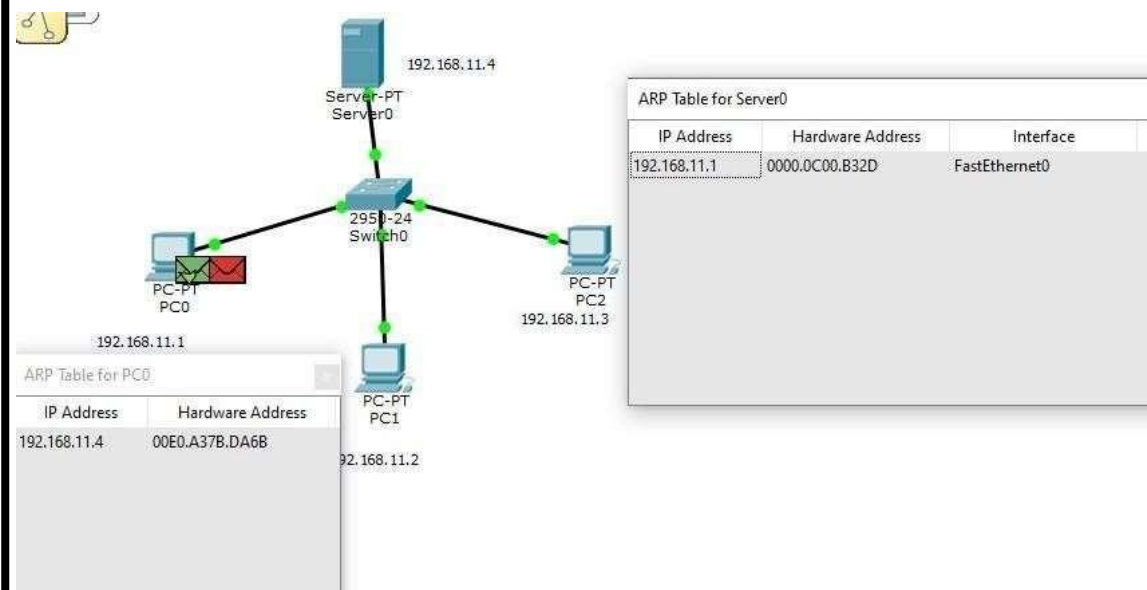 192.168.11.4
Server-PT
Server0
2950-24
Switch0
PC-PT
PC0
192.168.11.1
PC-PT
PC1
92.168.11.2
PC-PT
PC2
192.168.11.3
ARP Table for Server0
IP Address Hardware Address Interface
192.168.11.1 0000.0C00.B32D FastEthernet0
ARP Table for PC0
IP Address Hardware Address
192.168.11.4 00E0.A37B.DA6B